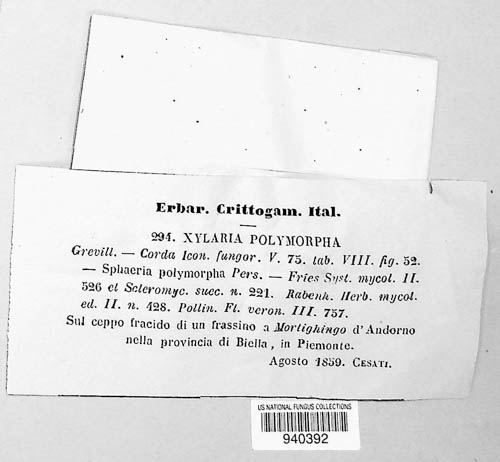 Erbar. Crittogam. Ital.
294. XYLARIA POLYMORPHA
Grevill. — Corda Icon. fungor. V. 75. tab. VIII. fig. 52.
— Sphaeria polymorpha Pers. — Fries Syst. mycol. II.
526 et Scleromyc. suec. n. 221. Rabenh. Herb. mycol.
ed. II. n. 428. Pollin. Fl. veron. III. 757.
Sul ceppo fracido di un frassino a Mortighingo d'Andorno
nella provincia di Biella, in Piemonte.
Agosto 1859. CESATI.
US NATIONAL FUNGUS COLLECTIONS
940392